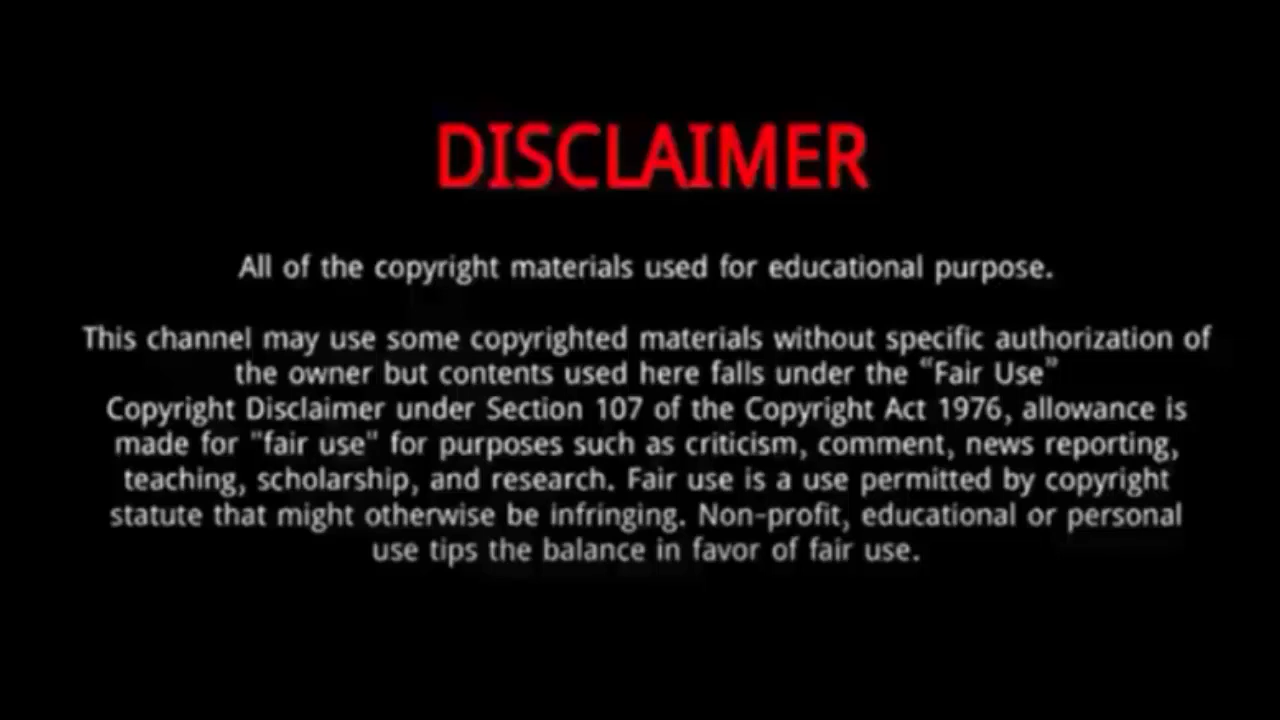 DISCLAIMER
All of the copyright materials used for educational purpose.
This channel may use some copyrighted materials without specific authorization of
the owner but contents used here falls under the “Fair Use”
Copyright Disclaimer under Section 107 of the Copyright Act 1976, allowance is
made for "fair use" for purposes such as criticism, comment, news reporting,
teaching, scholarship, and research. Fair use is a use permitted by copyright
statute that might otherwise be infringing. Non-profit, educational or personal
use tips the balance in favor of fair use.